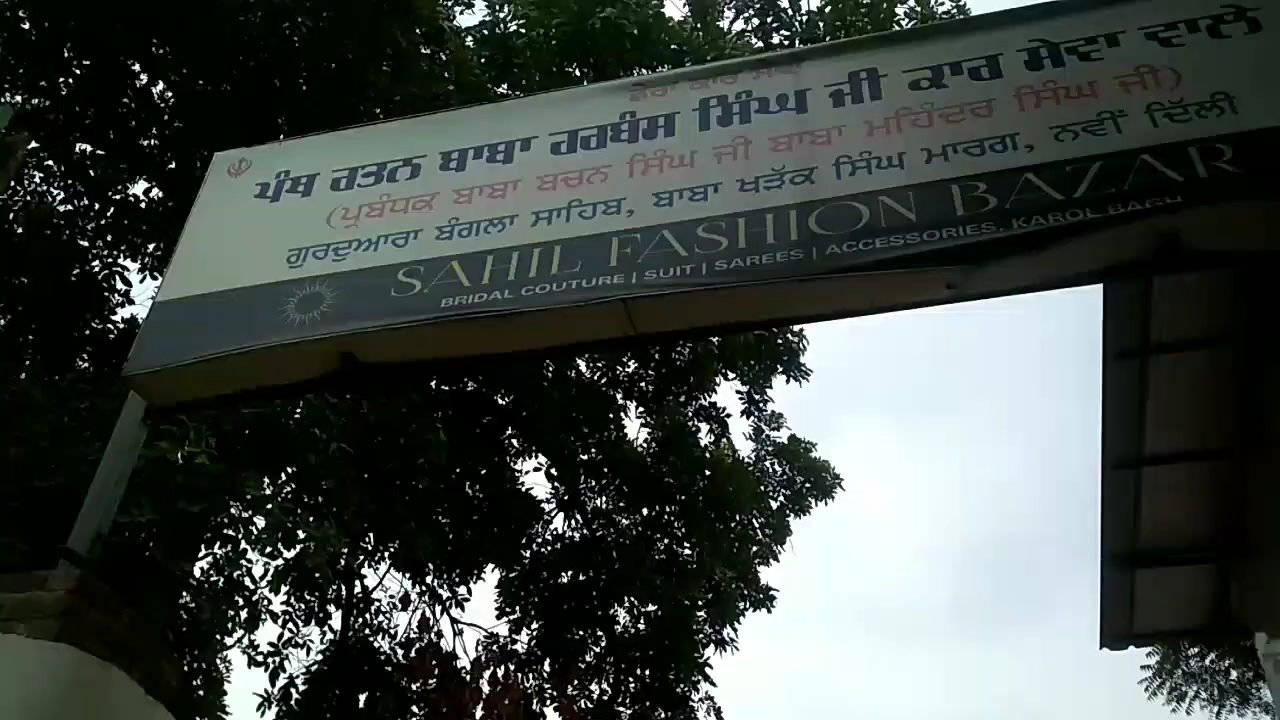 ਡੇਰਾ ਕਾਰ ਸੇਵਾ
ਪੰਥ ਰਤਨ ਬਾਬਾ ਹਰਬੰਸ ਸਿੰਘ ਜੀ ਕਾਰ ਸੇਵਾ ਵਾਲੇ
(ਪ੍ਰਬੰਧਕ ਬਾਬਾ ਬਚਨ ਸਿੰਘ ਜੀ ਬਾਬਾ ਮਹਿੰਦਰ ਸਿੰਘ ਜੀ)
ਗੁਰਦੁਆਰਾ ਬੰਗਲਾ ਸਾਹਿਬ, ਬਾਬਾ ਖੜੱਕ ਸਿੰਘ ਮਾਰਗ, ਨਵੀਂ ਦਿੱਲੀ
SAHIL FASHION BAZAR
BRIDAL COUTURE | SUIT | SAREES | ACCESSORIES, KAROL BAGH